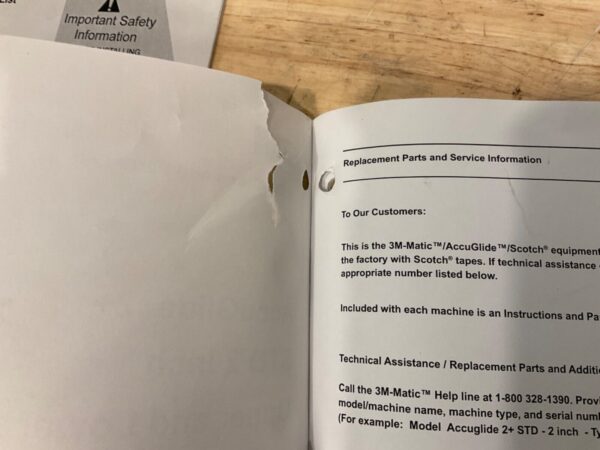 List
Important Safety
Information
INSTALLING
Replacement Parts and Service Information
To Our Customers:
This is the 3M-Matic™/AccuGlide™/Scotch® equipment
the factory with Scotch® tapes. If technical assistance
appropriate number listed below.
Included with each machine is an Instructions and Pa
Technical Assistance / Replacement Parts and Additi
Call the 3M-Matic™ Help line at 1-800 328-1390. Provi
model/machine name, machine type, and serial numb
(For example: Model Accuglide 2+ STD - 2 inch - Ty